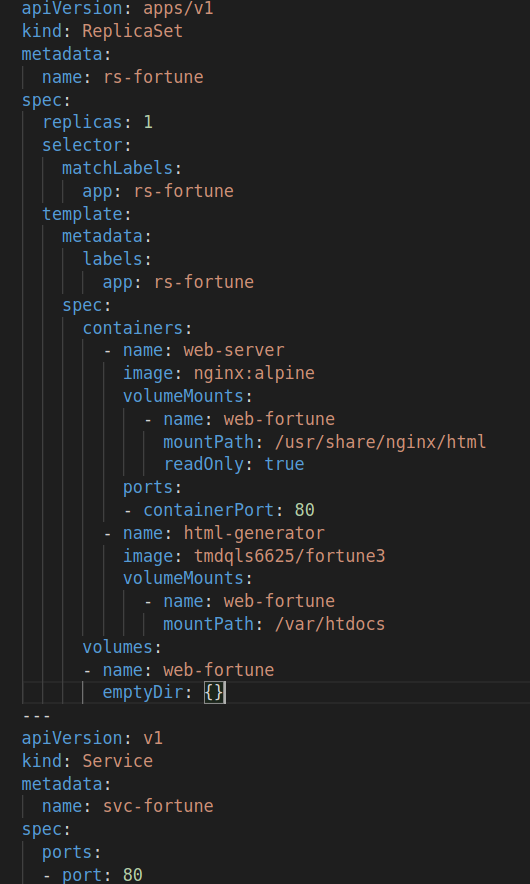 apiVersion: apps/v1
kind: ReplicaSet
metadata:
  name: rs-fortune
spec:
  replicas: 1
  selector:
    matchLabels:
      app: rs-fortune
  template:
    metadata:
      labels:
        app: rs-fortune
    spec:
      containers:
        - name: web-server
          image: nginx:alpine
          volumeMounts:
            - name: web-fortune
              mountPath: /usr/share/nginx/html
              readOnly: true
          ports:
          - containerPort: 80
        - name: html-generator
          image: tmdqls6625/fortune3
          volumeMounts:
            - name: web-fortune
              mountPath: /var/htdocs
      volumes:
      - name: web-fortune
        emptyDir: {}
---
apiVersion: v1
kind: Service
metadata:
  name: svc-fortune
spec:
  ports:
  - port: 80